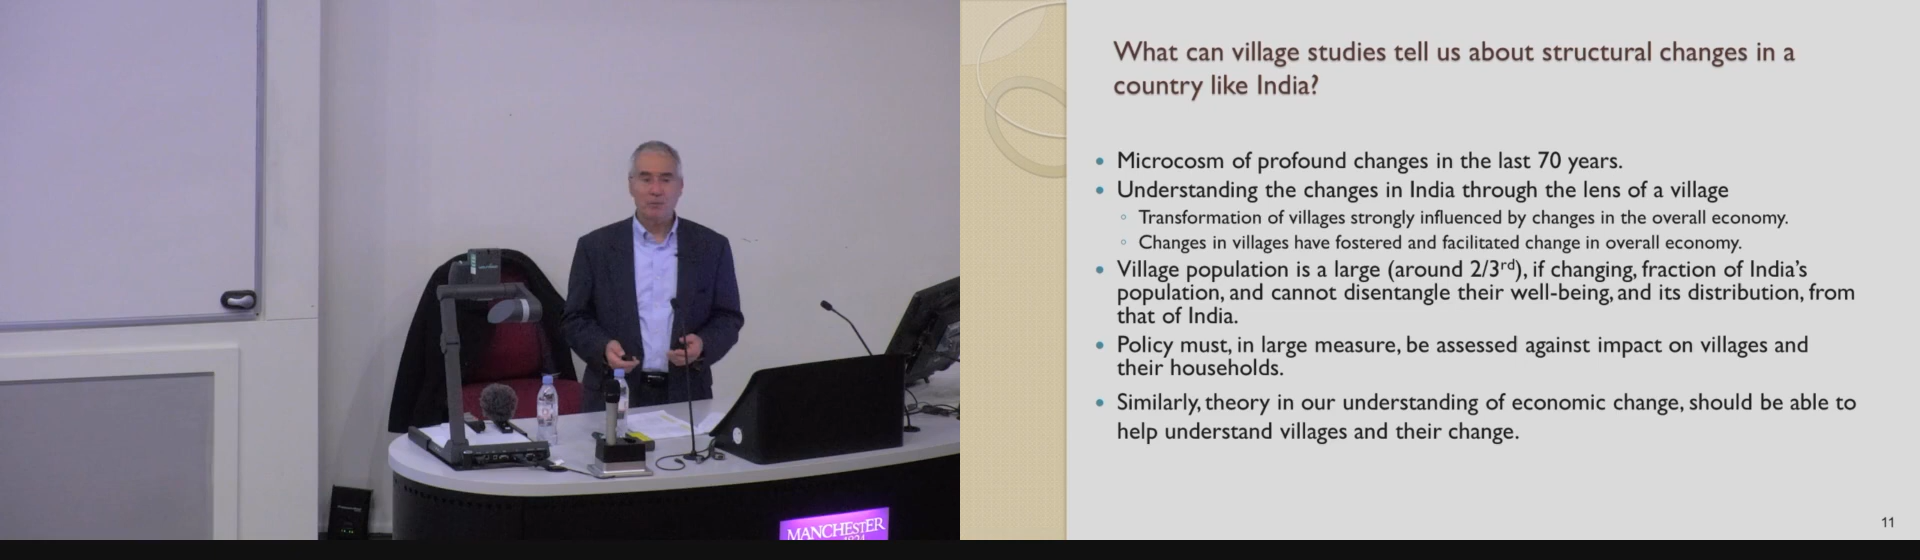 What can village studies tell us about structural changes in a
country like India?
Microcosm of profound changes in the last 70 years.
Understanding the changes in India through the lens of a village
Transformation of villages strongly influenced by changes in the overall economy.
Changes in villages have fostered and facilitated change in overall economy.
Village population is a large (around 2/3rd), if changing, fraction of India's
population, and cannot disentangle their well-being, and its distribution, from
that of India.
Policy must, in large measure, be assessed against impact on villages and
their households.
Similarly, theory in our understanding of economic change, should be able to
help understand villages and their change.
11
MANCHESTER
1824